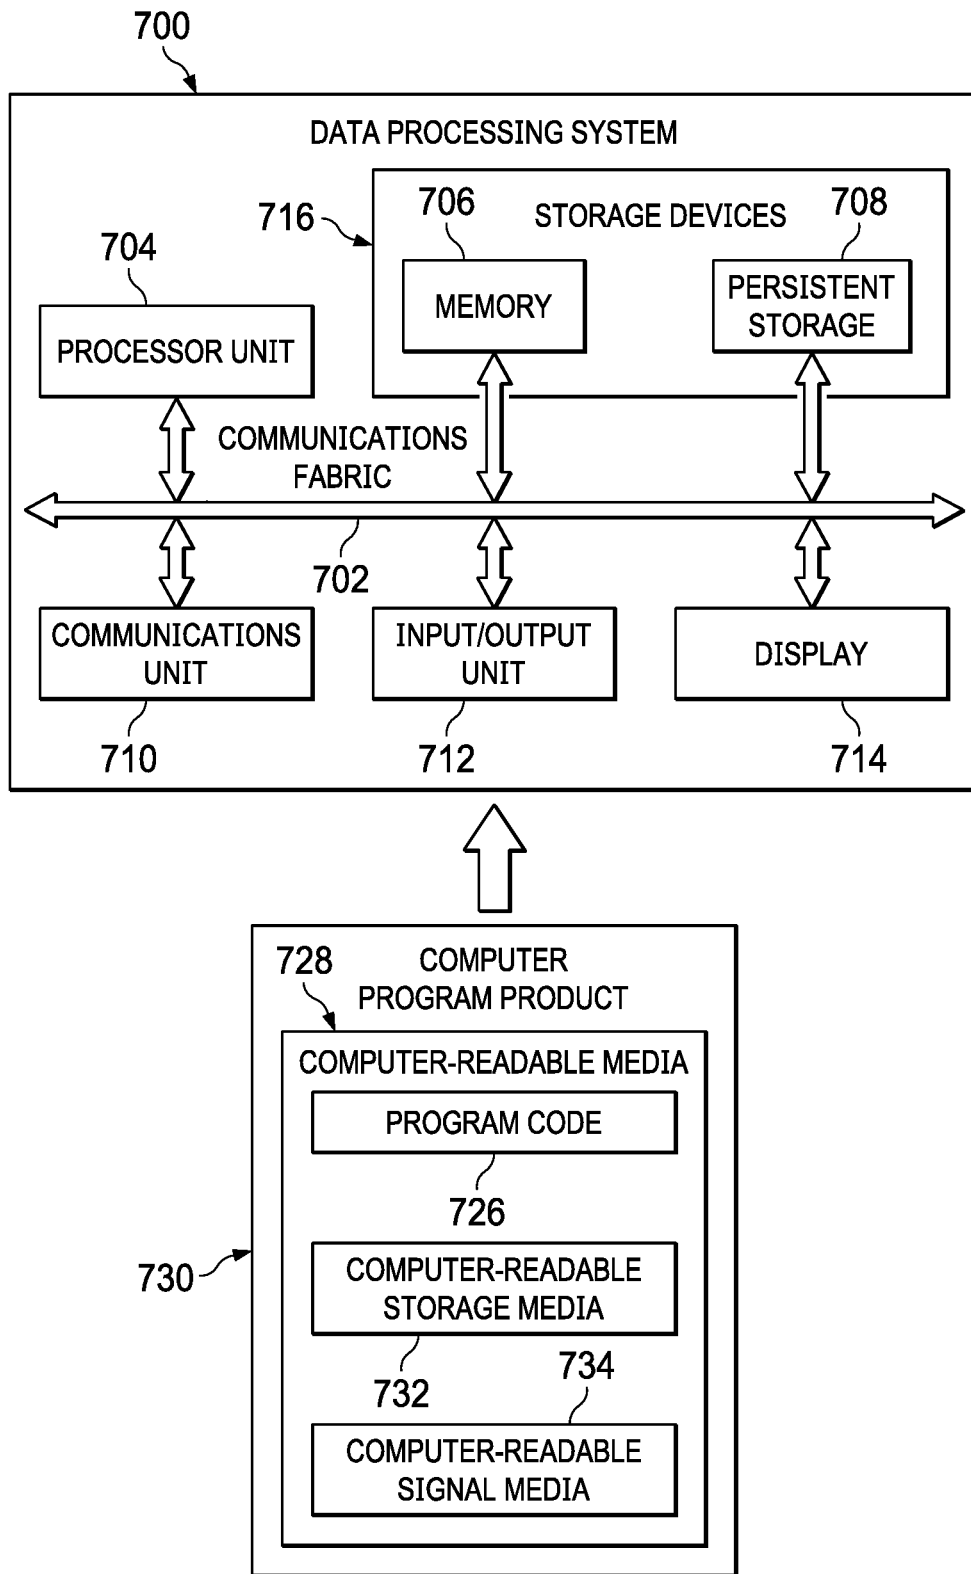 700
DATA PROCESSING SYSTEM
716
706
STORAGE DEVICES
708
704
MEMORY
PERSISTENT
STORAGE
PROCESSOR UNIT
COMMUNICATIONS
FABRIC
702
COMMUNICATIONS
UNIT
INPUT/OUTPUT
UNIT
DISPLAY
710
712
714
728
COMPUTER
PROGRAM PRODUCT
COMPUTER-READABLE MEDIA
PROGRAM CODE
726
730
COMPUTER-READABLE
STORAGE MEDIA
732
734
COMPUTER-READABLE
SIGNAL MEDIA